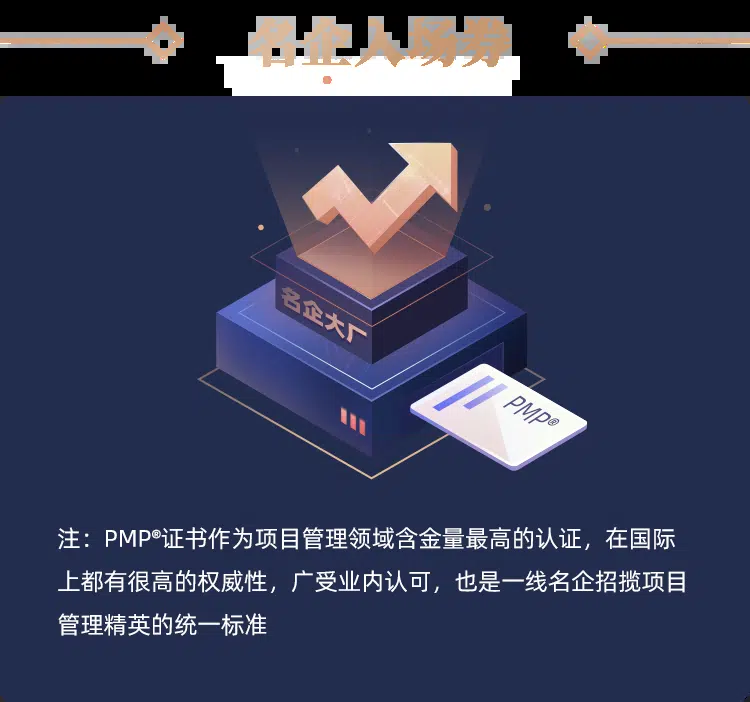 名企入场券
名企大厂
PMP®
注：PMP®证书作为项目管理领域含金量最高的认证，在国际
上都有很高的权威性，广受业内认可，也是一线名企招揽项目
管理精英的统一标准